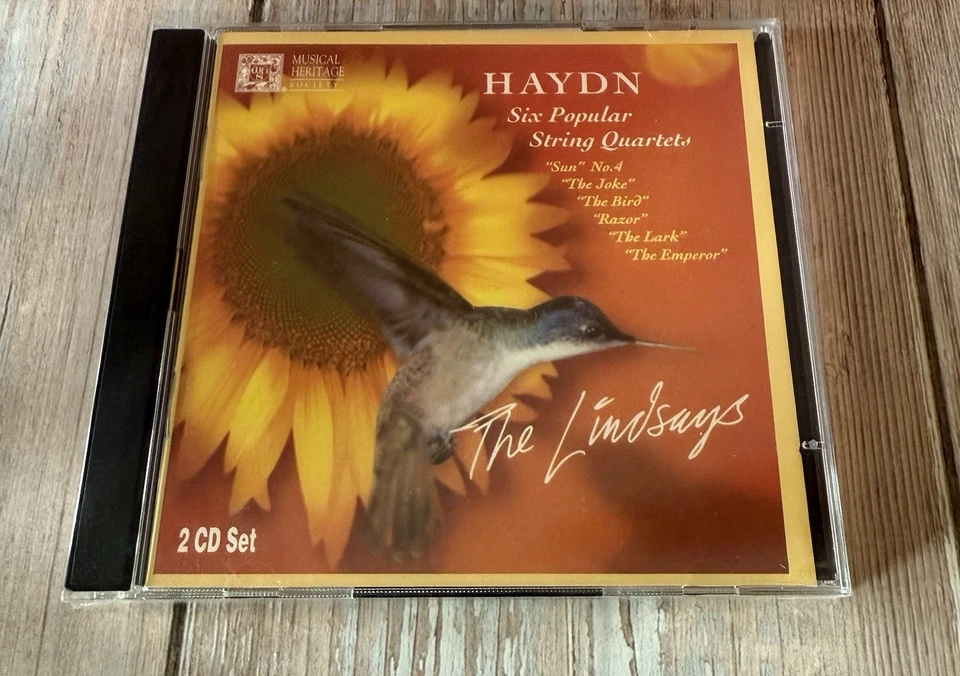 MUSICAL
HERITAGE
SOCIETY
HAYDN
Six Popular
String Quartets
"Sun" No.4
"The Joke"
"The Bird"
"Razor"
"The Lark"
"The Emperor"
The Lindsays
2 CD Set